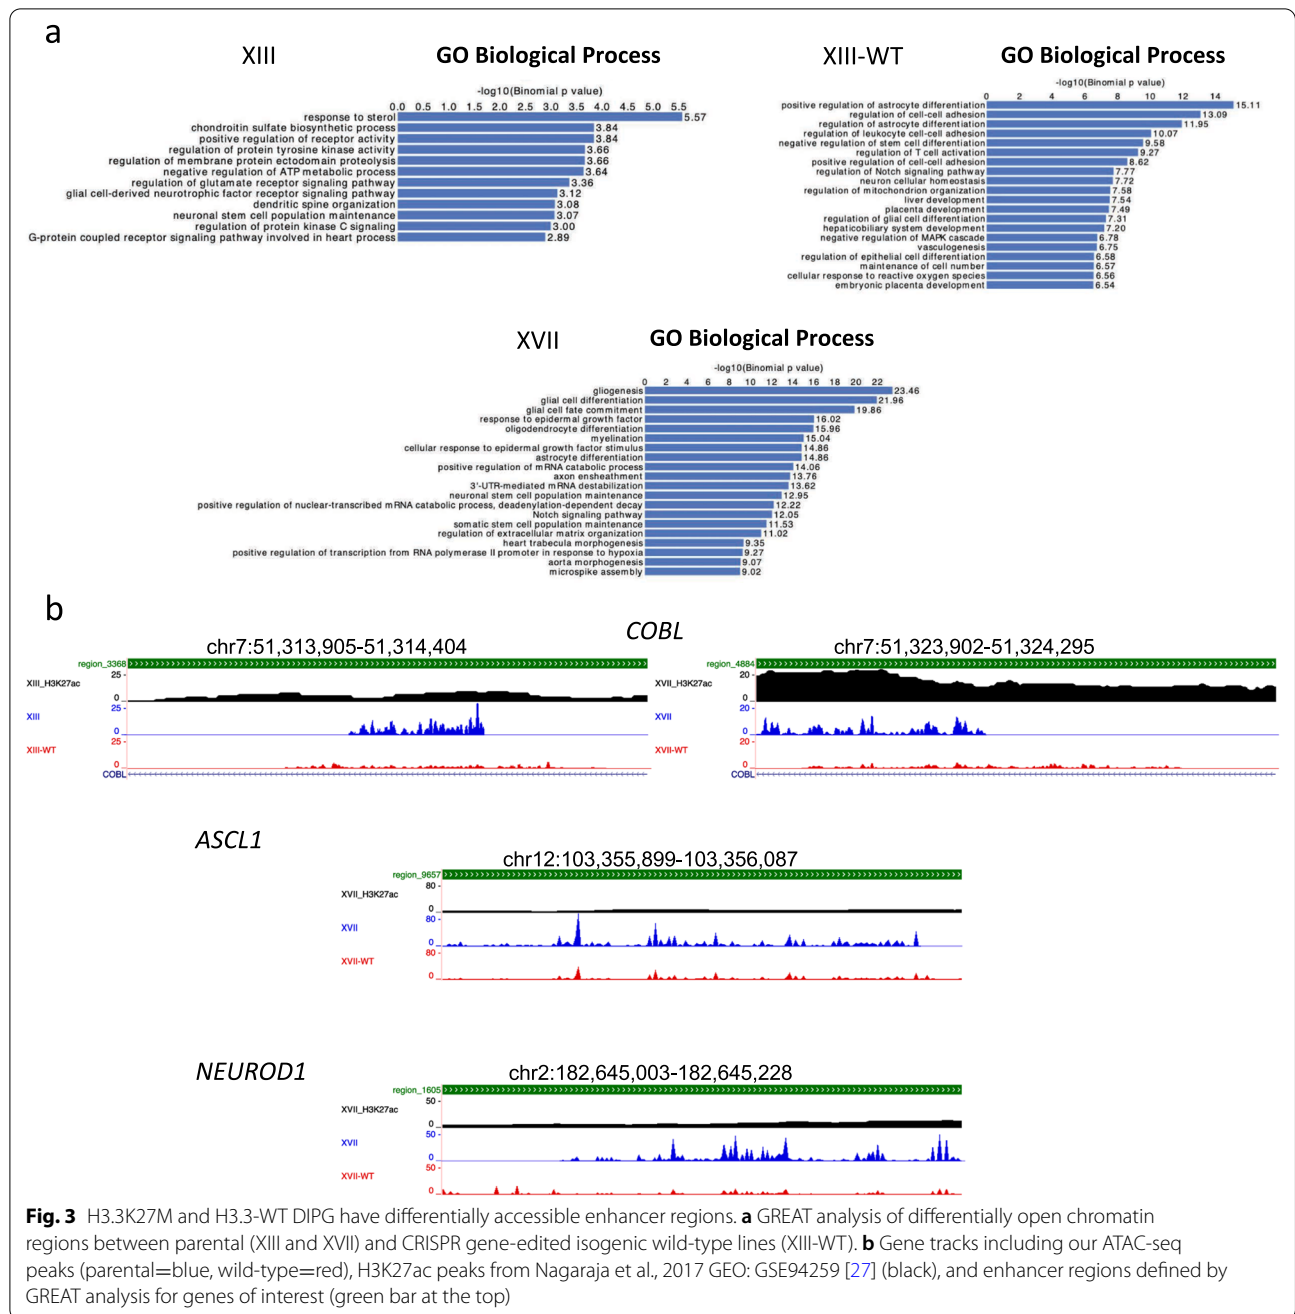 a
XIII GO Biological Process
-log10(Binomial p value)
0.0 0.5 1.0 1.5 2.0 2.5 3.0 3.5 4.0 4.5 5.0 5.5
response to sterol 5.57
chondroitin sulfate biosynthetic process 3.84
positive regulation of receptor activity 3.84
regulation of protein tyrosine kinase activity 3.66
regulation of membrane protein ectodomain proteolysis 3.66
negative regulation of ATP metabolic process 3.64
regulation of glutamate receptor signaling pathway 3.36
glial cell-derived neurotrophic factor receptor signaling pathway 3.12
dendritic spine organization 3.08
neuronal stem cell population maintenance 3.07
regulation of protein kinase C signaling 3.00
G-protein coupled receptor signaling pathway involved in heart process 2.89
XIII-WT GO Biological Process
-log10(Binomial p value)
0 2 4 6 8 10 12 14
positive regulation of astrocyte differentiation 15.11
regulation of cell-cell adhesion 13.09
regulation of astrocyte differentiation 11.95
regulation of leukocyte cell-cell adhesion 10.07
negative regulation of stem cell differentiation 9.58
regulation of T cell activation 9.27
positive regulation of cell-cell adhesion 8.62
regulation of Notch signaling pathway 7.77
neuron cellular homeostasis 7.72
regulation of mitochondrion organization 7.58
liver development 7.54
placenta development 7.49
regulation of glial cell differentiation 7.31
hepaticobiliary system development 7.20
negative regulation of MAPK cascade 6.78
vasculogenesis 6.75
regulation of epithelial cell differentiation 6.58
maintenance of cell number 6.57
cellular response to reactive oxygen species 6.56
embryonic placenta development 6.54
XVII GO Biological Process
-log10(Binomial p value)
0 2 4 6 8 10 12 14 16 18 20 22
gliogenesis 23.46
glial cell differentiation 21.96
glial cell fate commitment 19.86
response to epidermal growth factor 16.02
oligodendrocyte differentiation 15.96
myelination 15.04
cellular response to epidermal growth factor stimulus 14.86
astrocyte differentiation 14.86
positive regulation of mRNA catabolic process 14.06
axon ensheathment 13.76
3'-UTR-mediated mRNA destabilization 13.62
neuronal stem cell population maintenance 12.95
positive regulation of nuclear-transcribed mRNA catabolic process, deadenylation-dependent decay 12.22
Notch signaling pathway 12.05
somatic stem cell population maintenance 11.53
regulation of extracellular matrix organization 11.02
heart trabecula morphogenesis 9.35
positive regulation of transcription from RNA polymerase II promoter in response to hypoxia 9.27
aorta morphogenesis 9.07
microspike assembly 9.02
b
COBL
chr7:51,313,905-51,314,404
region_3368
25
XIII_H3K27ac
0
25
XIII
0
25
XIII-WT
0
COBL
chr7:51,323,902-51,324,295
region_4884
20
XVII_H3K27ac
0
20
XVII
0
20
XVII-WT
0
COBL
ASCL1
chr12:103,355,899-103,356,087
region_9657
80
XVII_H3K27ac
0
80
XVII
0
80
XVII-WT
0
NEUROD1
chr2:182,645,003-182,645,228
region_1605
50
XVII_H3K27ac
0
50
XVII
0
50
XVII-WT
0
Fig. 3 H3.3K27M and H3.3-WT DIPG have differentially accessible enhancer regions. a GREAT analysis of differentially open chromatin
regions between parental (XIII and XVII) and CRISPR gene-edited isogenic wild-type lines (XIII-WT). b Gene tracks including our ATAC-seq
peaks (parental=blue, wild-type=red), H3K27ac peaks from Nagaraja et al., 2017 GEO: GSE94259 [27] (black), and enhancer regions defined by
GREAT analysis for genes of interest (green bar at the top)